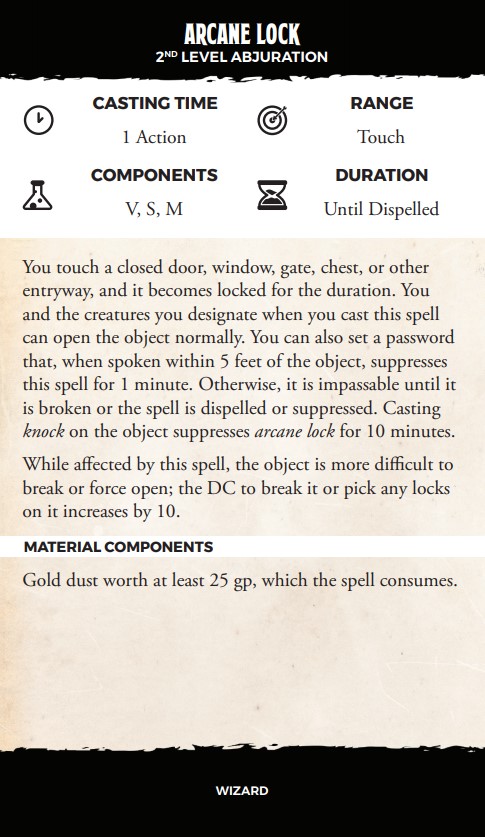 ARCANE LOCK
2ND LEVEL ABJURATION
CASTING TIME
1 Action
RANGE
Touch
COMPONENTS
V, S, M
DURATION
Until Dispelled
You touch a closed door, window, gate, chest, or other
entryway, and it becomes locked for the duration. You
and the creatures you designate when you cast this spell
can open the object normally. You can also set a password
that, when spoken within 5 feet of the object, suppresses
this spell for 1 minute. Otherwise, it is impassable until it
is broken or the spell is dispelled or suppressed. Casting
knock on the object suppresses arcane lock for 10 minutes.
While affected by this spell, the object is more difficult to
break or force open; the DC to break it or pick any locks
on it increases by 10.
MATERIAL COMPONENTS
Gold dust worth at least 25 gp, which the spell consumes.
WIZARD